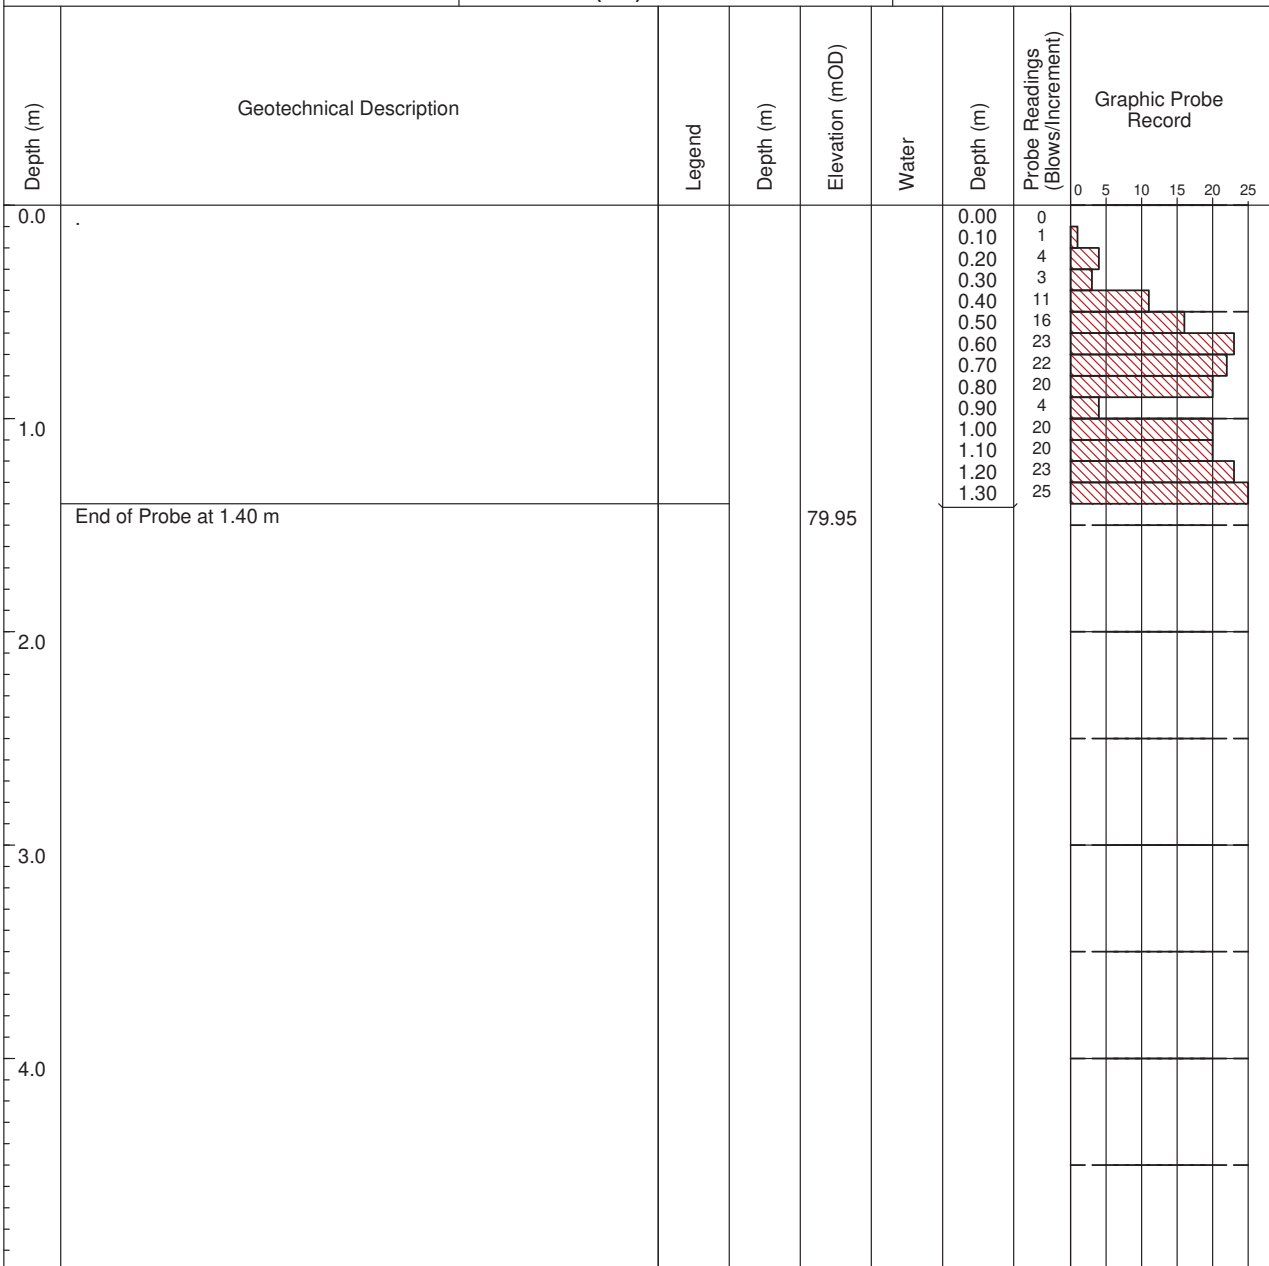 Depth (m)
Geotechnical Description
Legend
Depth (m)
Elevation (mOD)
Water
Depth (m)
Probe Readings
(Blows/Increment)
Graphic Probe
Record
0 5 10 15 20 25
0.0 . 0.00 0
0.10 1
0.20 4
0.30 3
0.40 11
0.50 16
0.60 23
0.70 22
0.80 20
0.90 4
1.0 1.00 20
1.10 20
1.20 23
1.30 25
End of Probe at 1.40 m 79.95
2.0
3.0
4.0